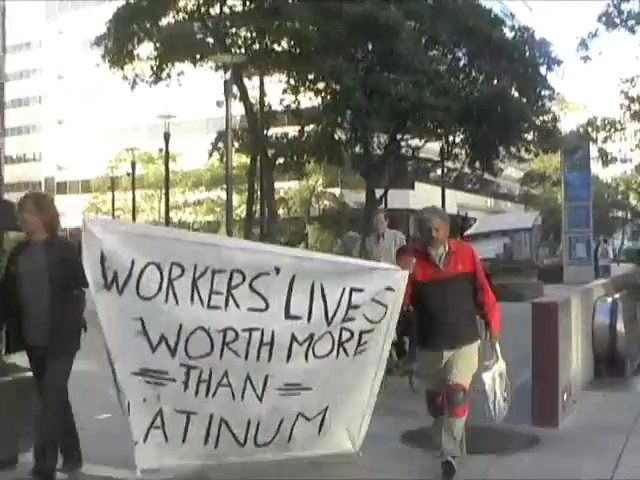 WORKERS' LIVES
WORTH MORE
= THAN =
LATINUM